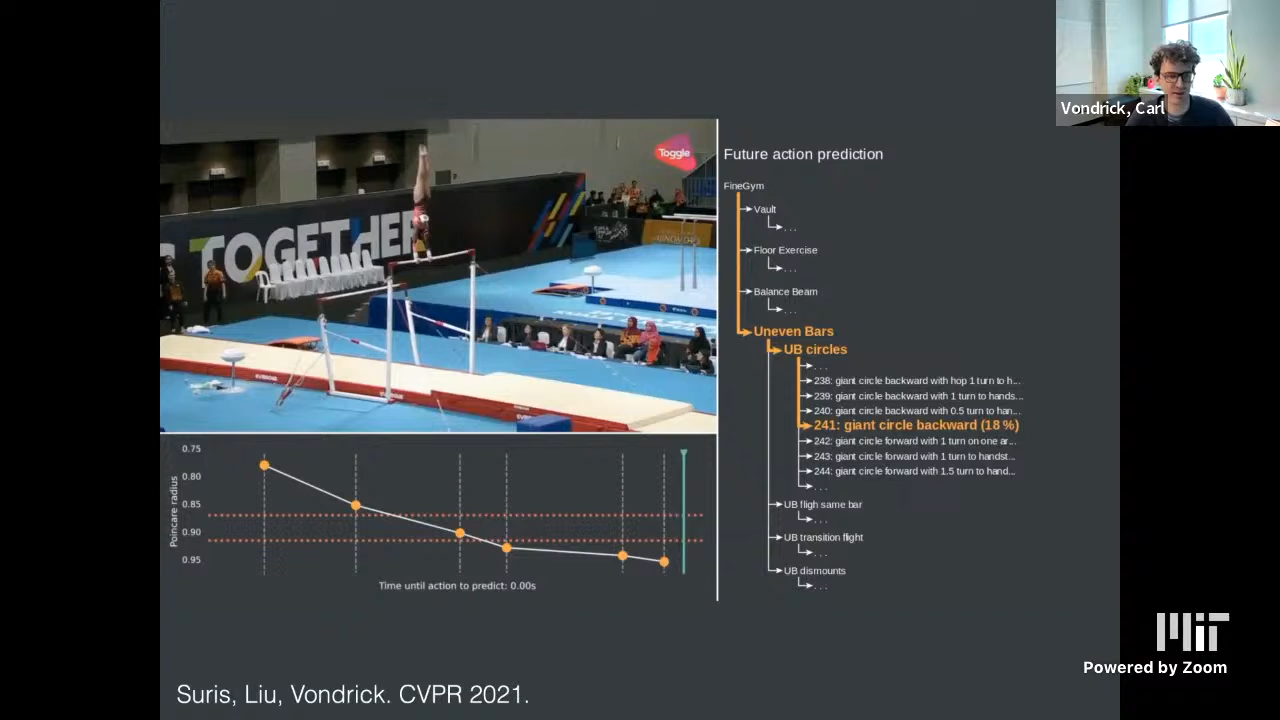 Vondrick, Carl
TOGETHER
Toggle
Future action prediction
FineGym
Vault
. . .
Floor Exercise
. . .
Balance Beam
. . .
Uneven Bars
UB circles
. . .
238: giant circle backward with hop 1 turn to h...
239: giant circle backward with 1 turn to hands...
240: giant circle backward with 0.5 turn to han...
241: giant circle backward (18 %)
242: giant circle forward with 1 turn on one ar...
243: giant circle forward with 1 turn to handst...
244: giant circle forward with 1.5 turn to hand...
. . .
UB fligh same bar
. . .
UB transition flight
. . .
UB dismounts
. . .
Poincare radius
0.75
0.80
0.85
0.90
0.95
Time until action to predict: 0.00s
MIT
Powered by Zoom
Suris, Liu, Vondrick. CVPR 2021.